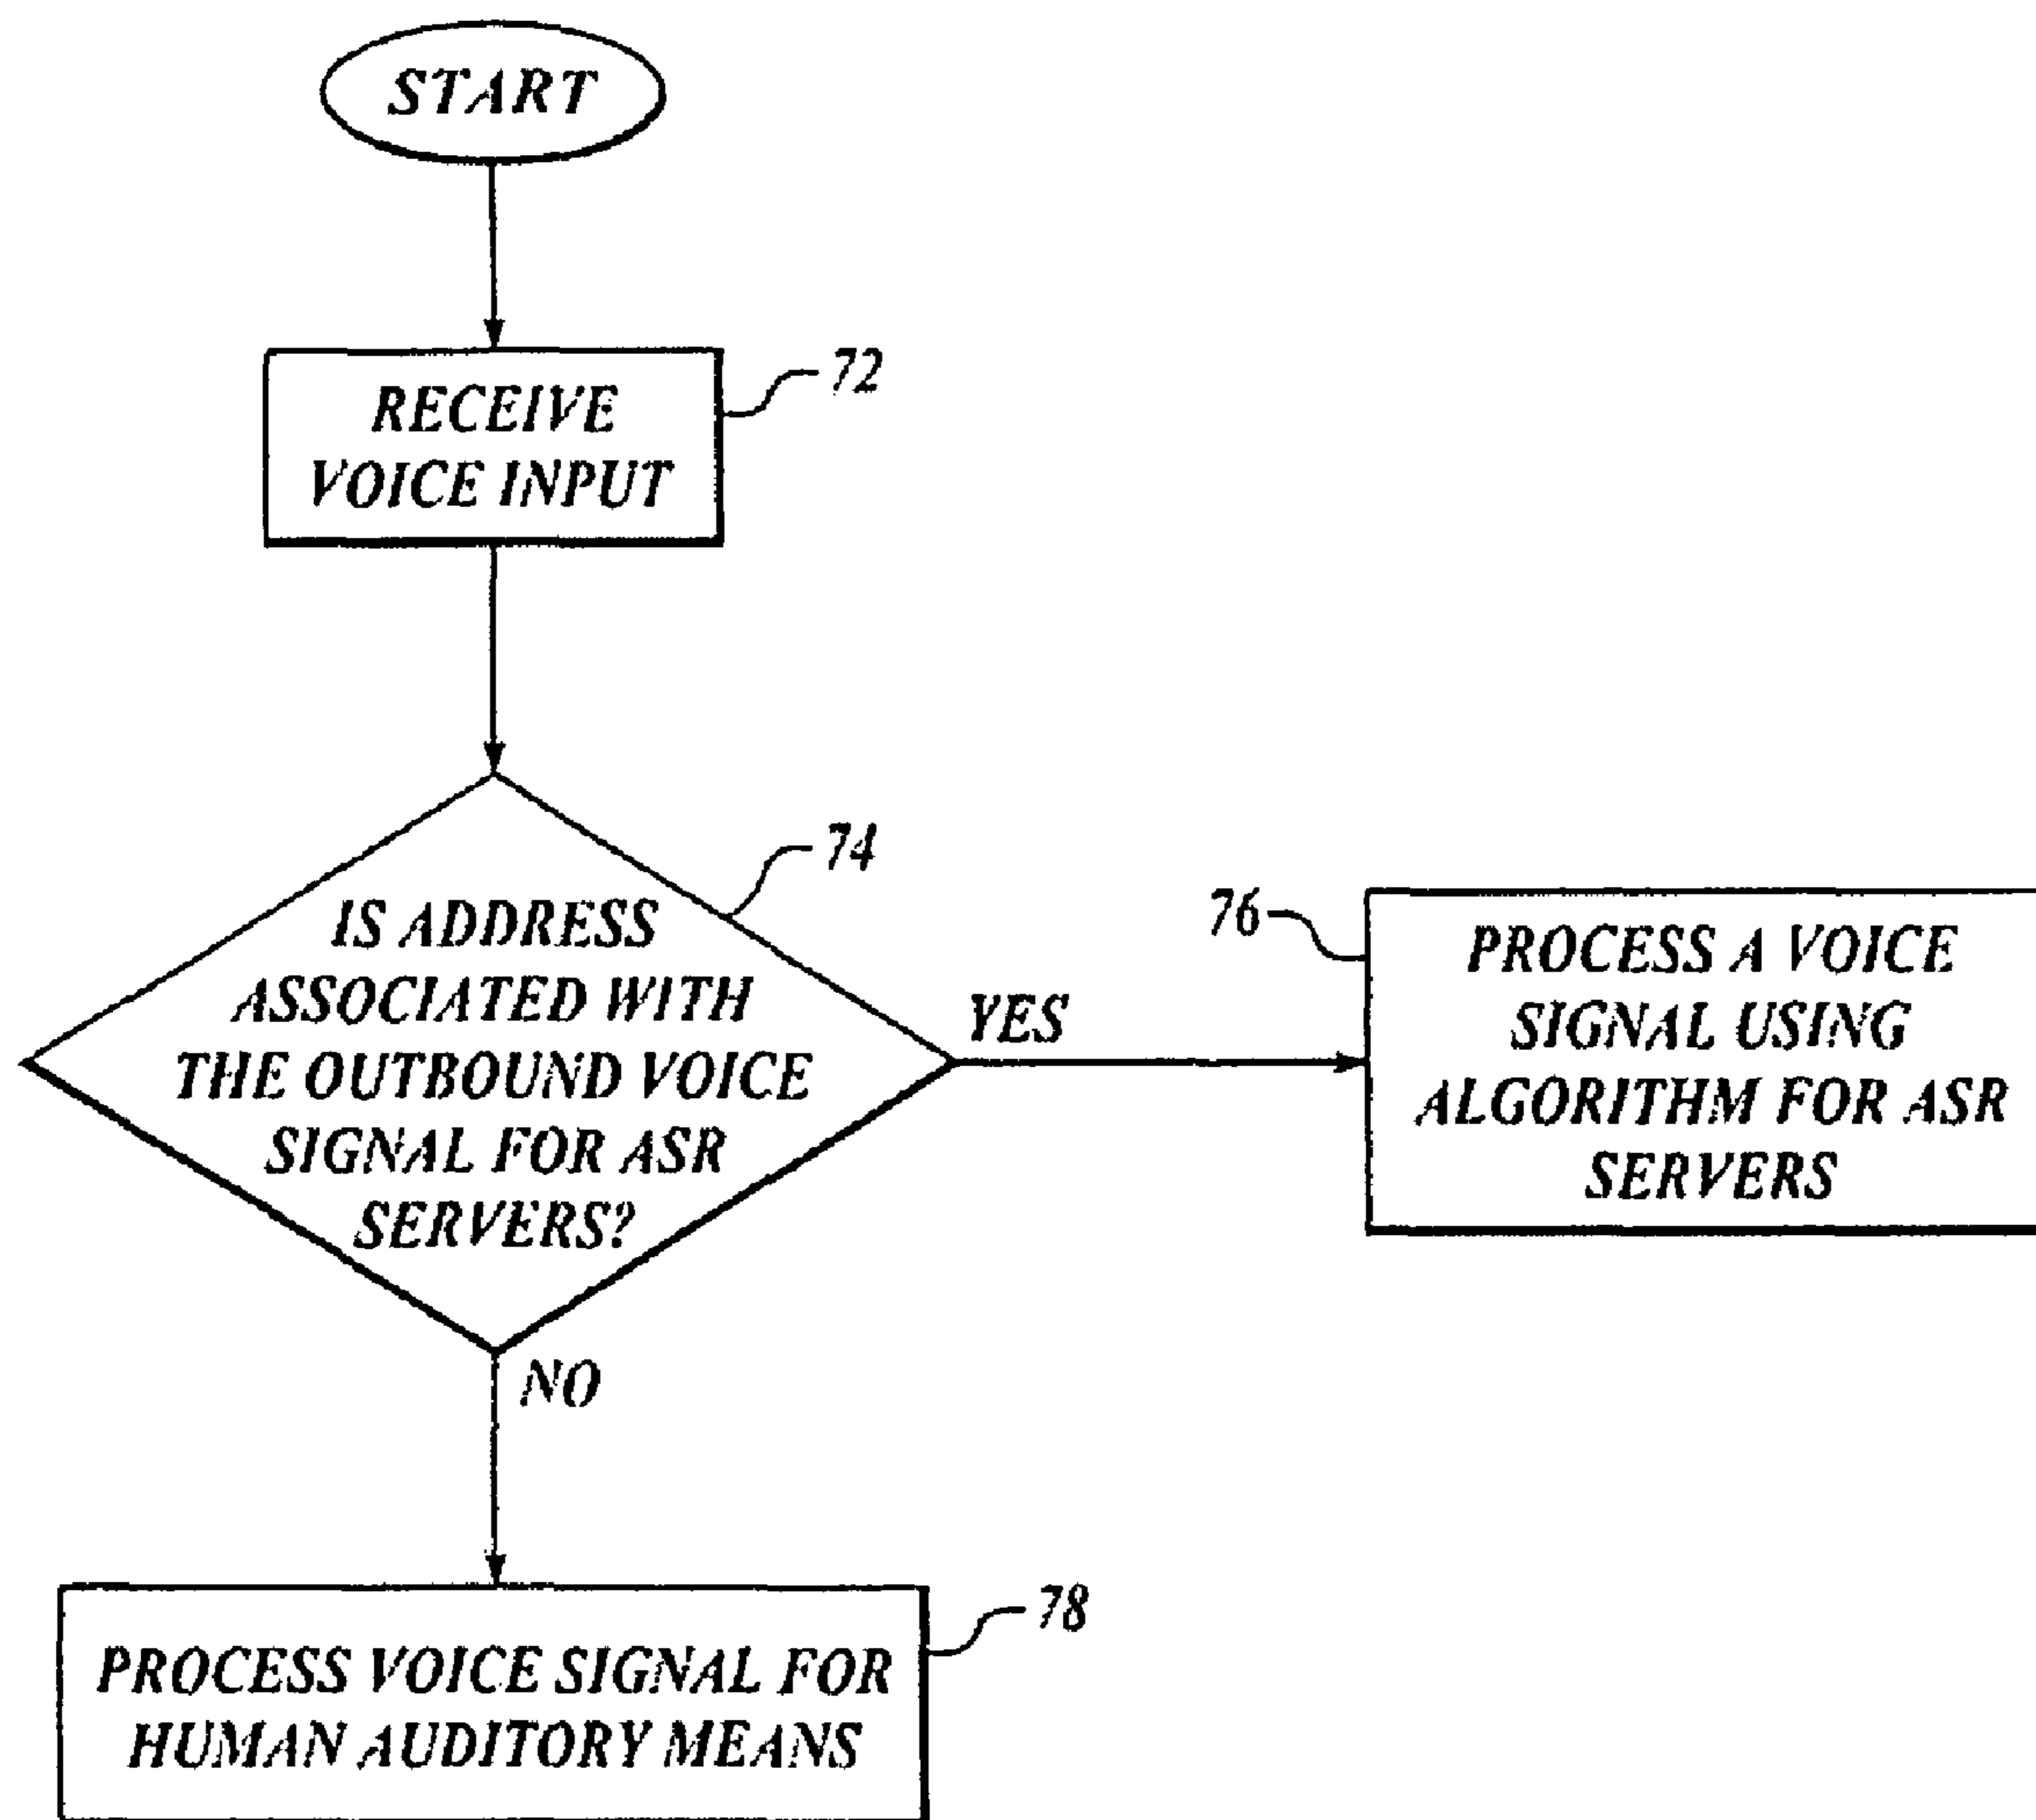 START
RECEIVE
VOICE INPUT
72
IS ADDRESS
ASSOCIATED WITH
THE OUTBOUND VOICE
SIGNAL FOR ASR
SERVERS?
74
YES
76
PROCESS A VOICE
SIGNAL USING
ALGORITHM FOR ASR
SERVERS
NO
PROCESS VOICE SIGNAL FOR
HUMAN AUDITORY MEANS
78